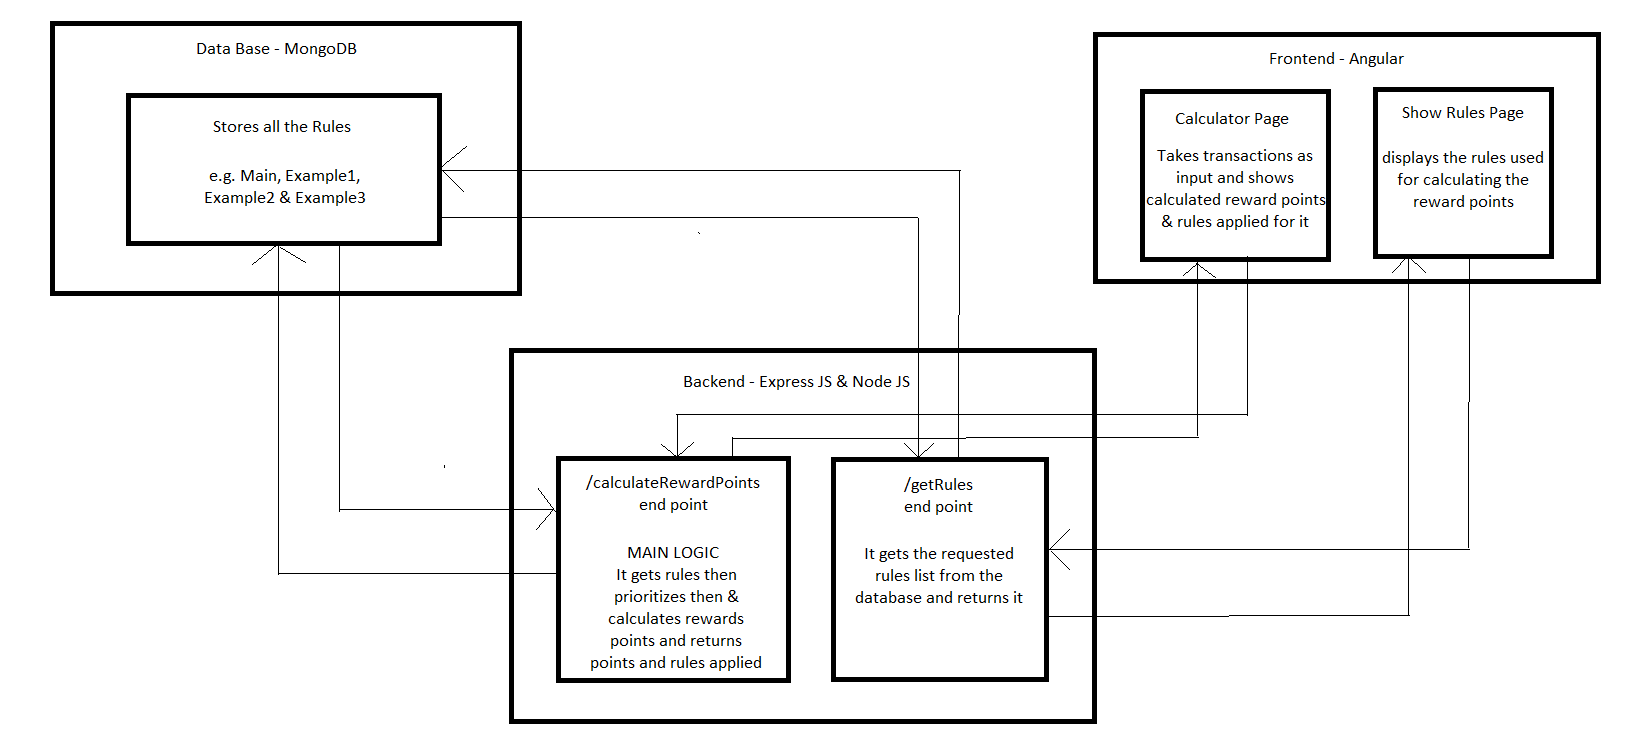 Data Base - MongoDB
Stores all the Rules
e.g. Main, Example1,
Example2 & Example3
Frontend - Angular
Calculator Page
Takes transactions as
input and shows
calculated reward points
& rules applied for it
Show Rules Page
displays the rules used
for calculating the
reward points
Backend - Express JS & Node JS
/calculateRewardPoints
end point
MAIN LOGIC
It gets rules then
prioritizes then &
calculates rewards
points and returns
points and rules applied
/getRules
end point
It gets the requested
rules list from the
database and returns it